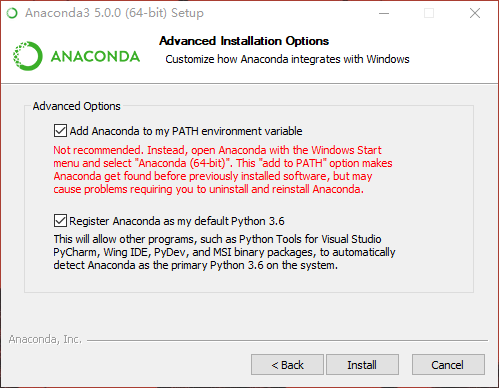 Anaconda3 5.0.0 (64-bit) Setup
ANACONDA
Advanced Installation Options
Customize how Anaconda integrates with Windows
Advanced Options
Add Anaconda to my PATH environment variable
Not recommended. Instead, open Anaconda with the Windows Start
menu and select "Anaconda (64-bit)". This "add to PATH" option makes
Anaconda get found before previously installed software, but may
cause problems requiring you to uninstall and reinstall Anaconda.
Register Anaconda as my default Python 3.6
This will allow other programs, such as Python Tools for Visual Studio
PyCharm, Wing IDE, PyDev, and MSI binary packages, to automatically
detect Anaconda as the primary Python 3.6 on the system.
Anaconda, Inc.
< Back
Install
Cancel